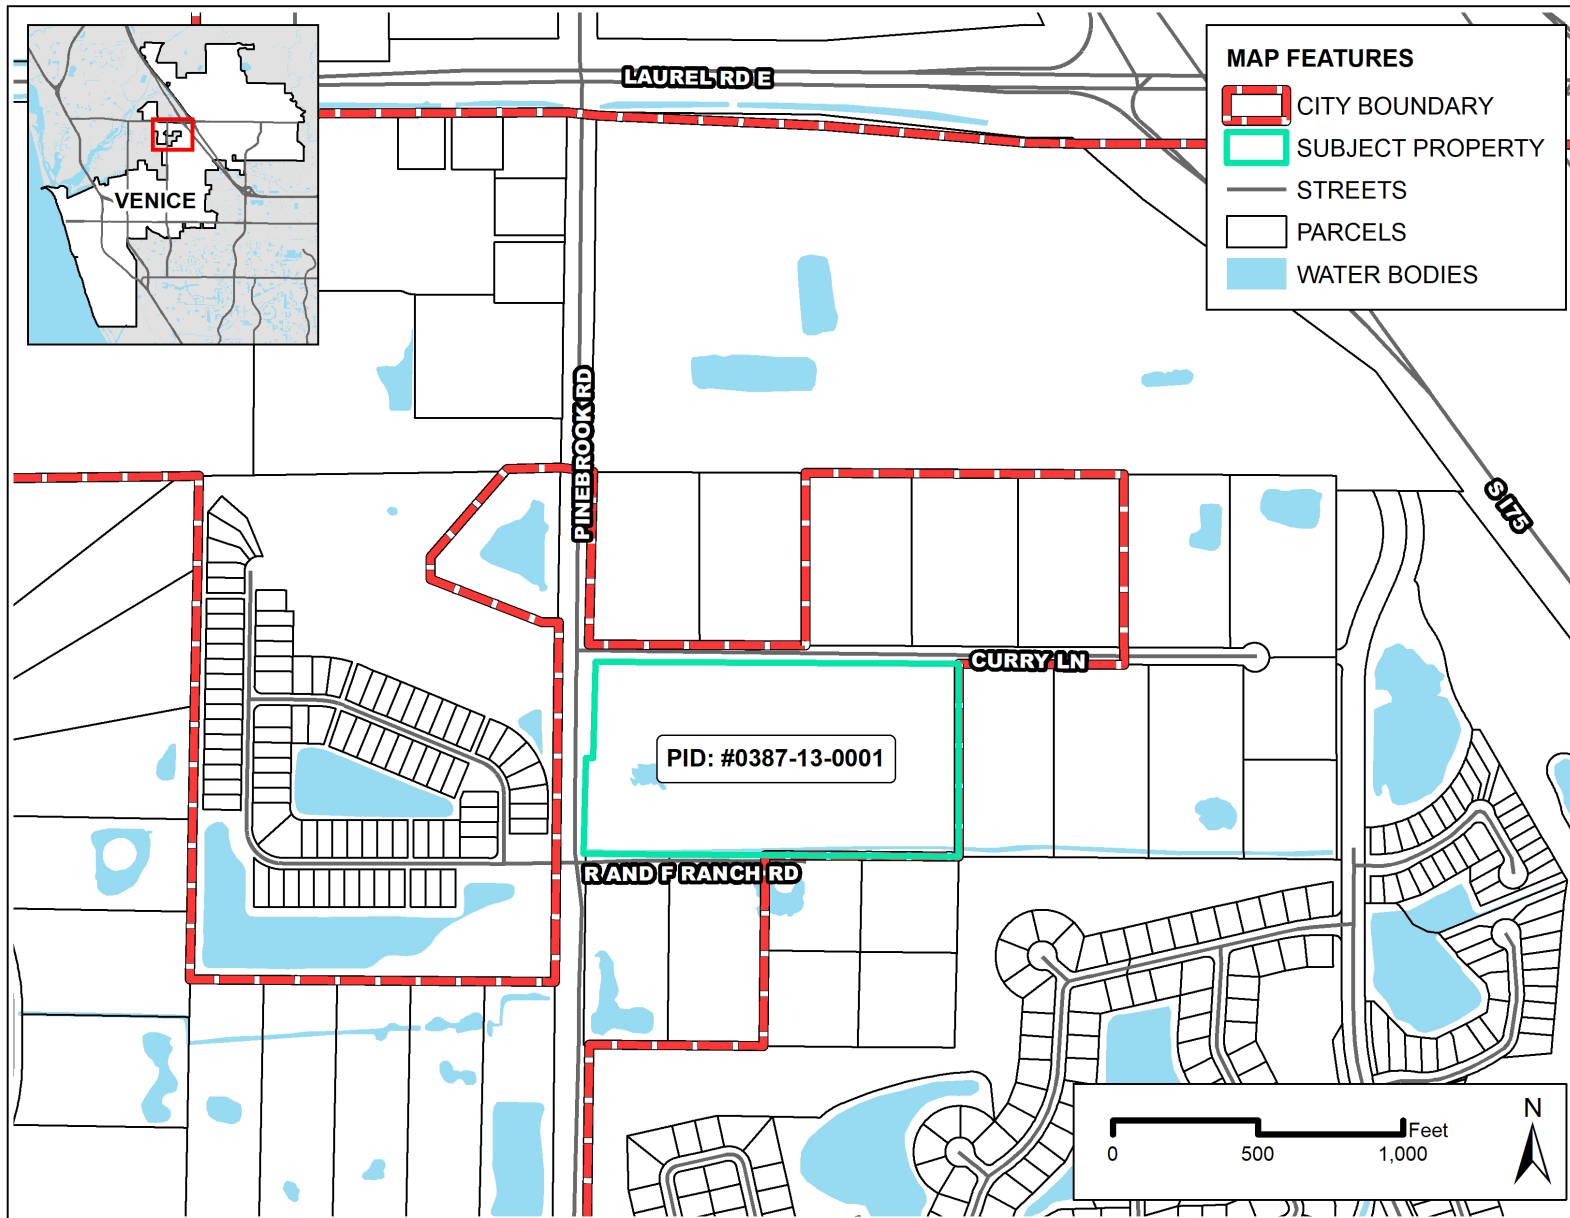 LAUREL RD E
VENICE
MAP FEATURES
CITY BOUNDARY
SUBJECT PROPERTY
STREETS
PARCELS
WATER BODIES
PINEBROOK RD
S I75
CURRY LN
PID: #0387-13-0001
R AND F RANCH RD
N
Feet
0 500 1,000